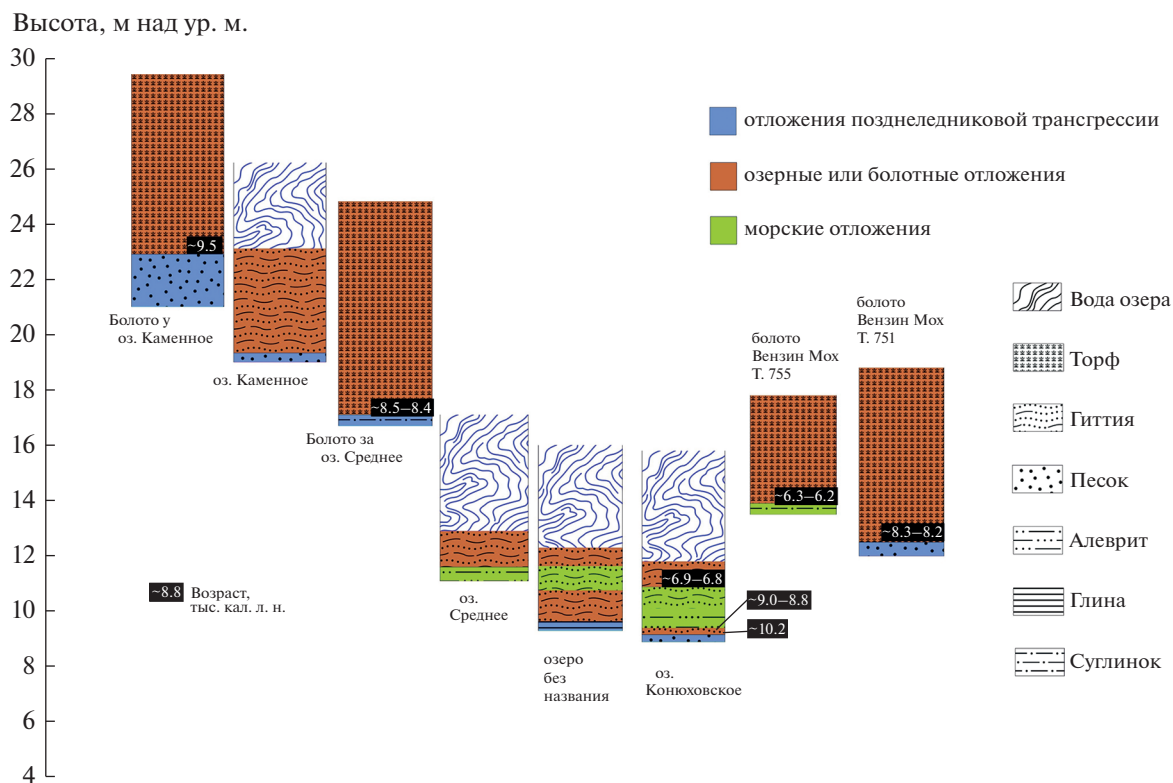 Высота, м над ур. м.
30
28
26
24
22
20
18
16
14
12
10
8
6
4
~9.5
Болото у
оз. Каменное
оз. Каменное
~8.5–8.4
Болото за
оз. Среднее
оз.
Среднее
озеро
без
названия
~6.9–6.8
~9.0–8.8
~10.2
оз.
Конюховское
болото
Вензин Мох
Т. 755
~6.3–6.2
болото
Вензин Мох
Т. 751
~8.3–8.2
~8.8 Возраст,
тыс. кал. л. н.
отложения позднеледниковой трансгрессии
озерные или болотные отложения
морские отложения
Вода озера
Торф
Гиттия
Песок
Алеврит
Глина
Суглинок